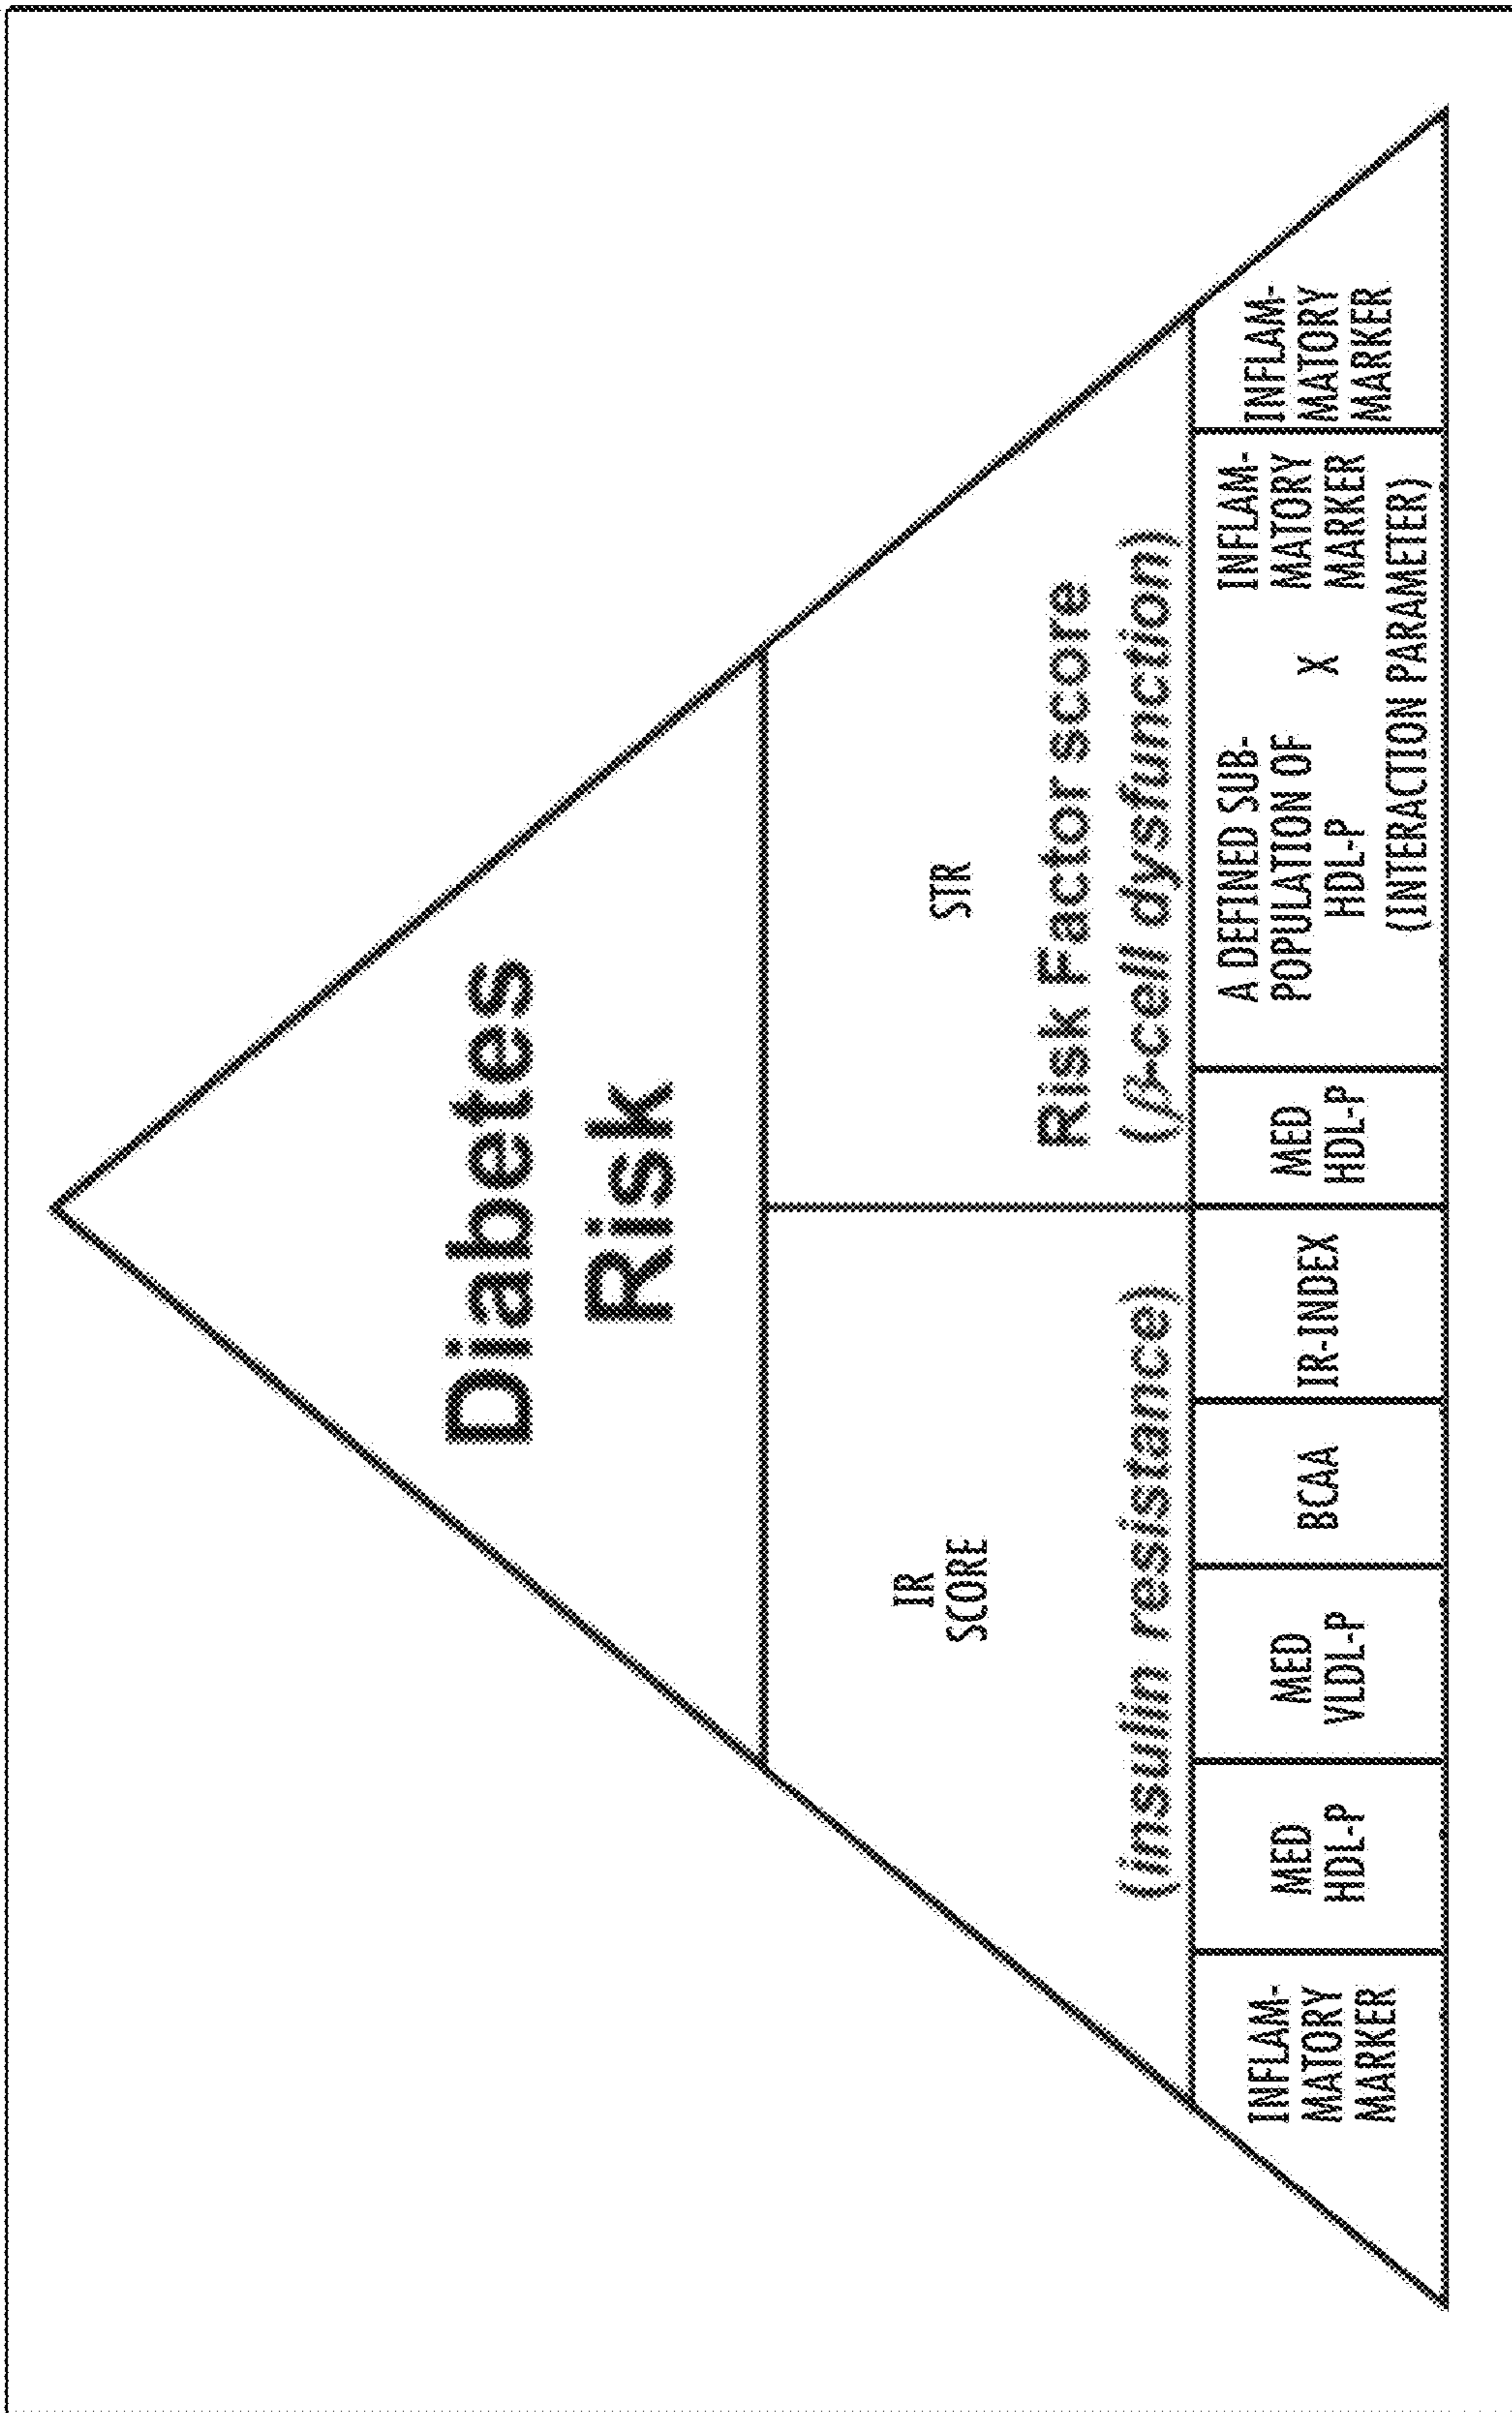 Diabetes
Risk
IR
SCORE
(insulin resistance)
STR
Risk Factor score
(β-cell dysfunction)
INFLAM-
MATORY
MARKER
MED
HDL-P
MED
VLDL-P
BCAA
IR-INDEX
MED
HDL-P
A DEFINED SUB-
POPULATION OF
HDL-P
X
INFLAM-
MATORY
MARKER
(INTERACTION PARAMETER)
INFLAM-
MATORY
MARKER